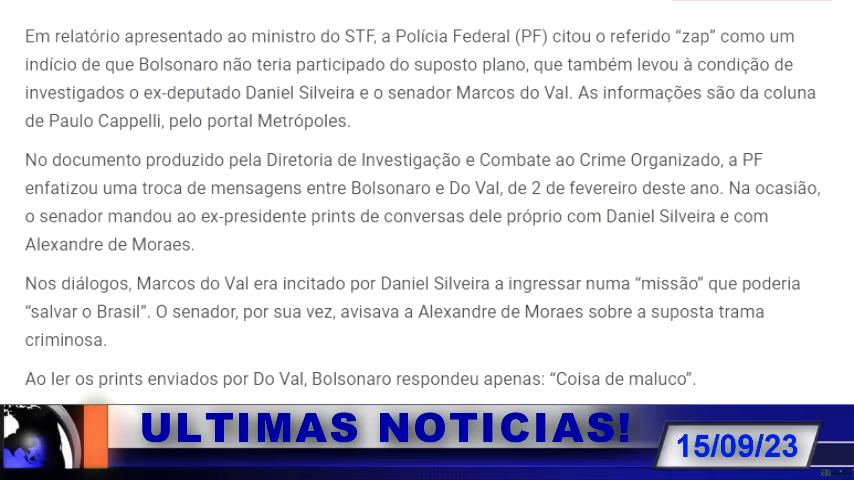 Em relatório apresentado ao ministro do STF, a Polícia Federal (PF) citou o referido “zap” como um
indício de que Bolsonaro não teria participado do suposto plano, que também levou à condição de
investigados o ex-deputado Daniel Silveira e o senador Marcos do Val. As informações são da coluna
de Paulo Cappelli, pelo portal Metrópoles.
No documento produzido pela Diretoria de Investigação e Combate ao Crime Organizado, a PF
enfatizou uma troca de mensagens entre Bolsonaro e Do Val, de 2 de fevereiro deste ano. Na ocasião,
o senador mandou ao ex-presidente prints de conversas dele próprio com Daniel Silveira e com
Alexandre de Moraes.
Nos diálogos, Marcos do Val era incitado por Daniel Silveira a ingressar numa “missão” que poderia
“salvar o Brasil”. O senador, por sua vez, avisava a Alexandre de Moraes sobre a suposta trama
criminosa.
Ao ler os prints enviados por Do Val, Bolsonaro respondeu apenas: “Coisa de maluco”.
ULTIMAS NOTICIAS!
15/09/23